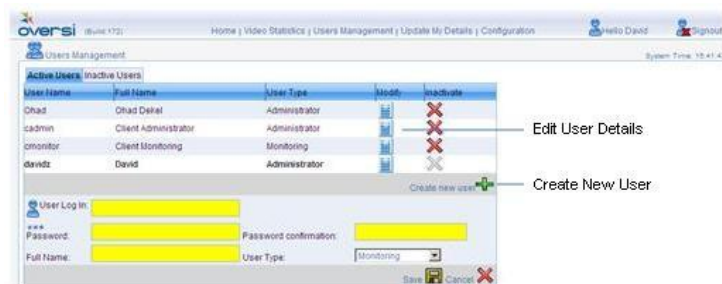 oversi (Build:172) Home | Video Statistics | Users Management | Update My Details | Configuration Hello David Signout
Users Management System Time: 15:41:4
Active Users Inactive Users
User Name Full Name User Type Modify Inactivate
Ohad Ohad Dekel Administrator
cadmin Client Administrator Administrator
Edit User Details
cmonitor Client Monitoring Monitoring
davidz David Administrator
Create new user
Create New User
User Log In:
Password: Password confirmation:
Full Name: User Type: Monitoring
Save Cancel